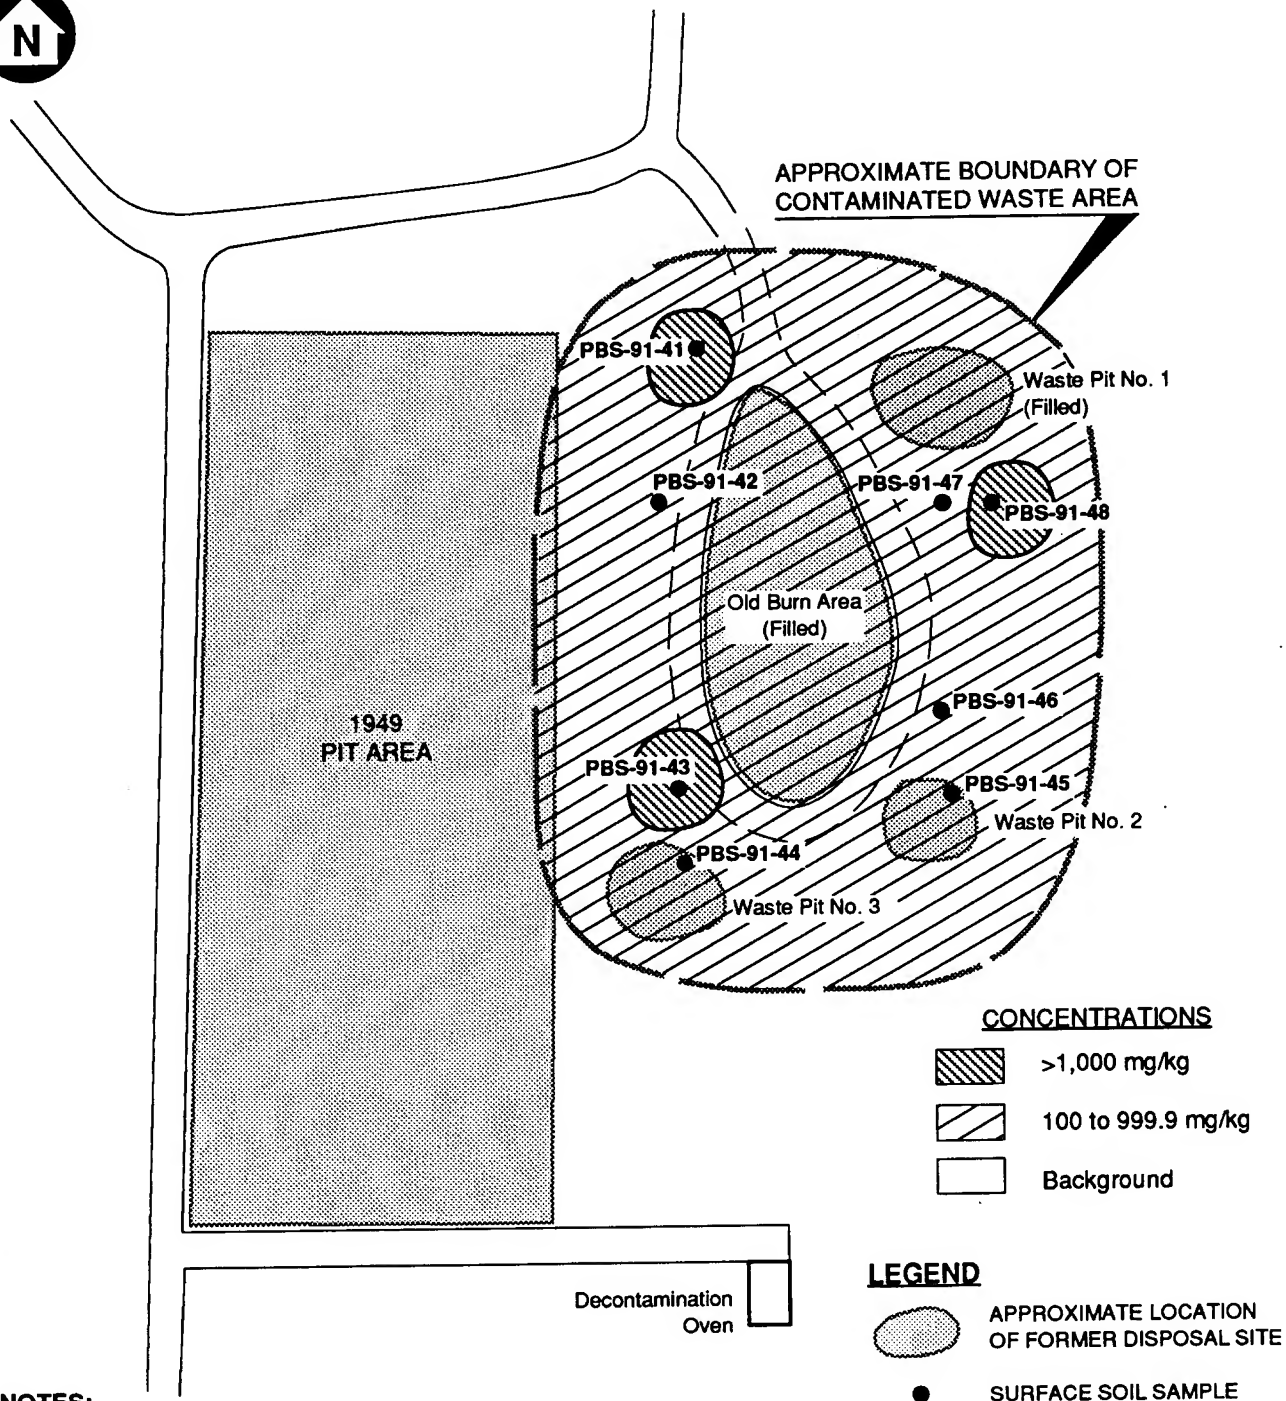 N
APPROXIMATE BOUNDARY OF
CONTAMINATED WASTE AREA
PBS-91-41
Waste Pit No. 1
(Filled)
PBS-91-42
PBS-91-47
PBS-91-48
Old Burn Area
(Filled)
PBS-91-46
1949
PIT AREA
PBS-91-43
PBS-91-45
Waste Pit No. 2
PBS-91-44
Waste Pit No. 3
CONCENTRATIONS
>1,000 mg/kg
100 to 999.9 mg/kg
Background
Decontamination
Oven
LEGEND
APPROXIMATE LOCATION
OF FORMER DISPOSAL SITE
SURFACE SOIL SAMPLE
NOTES: